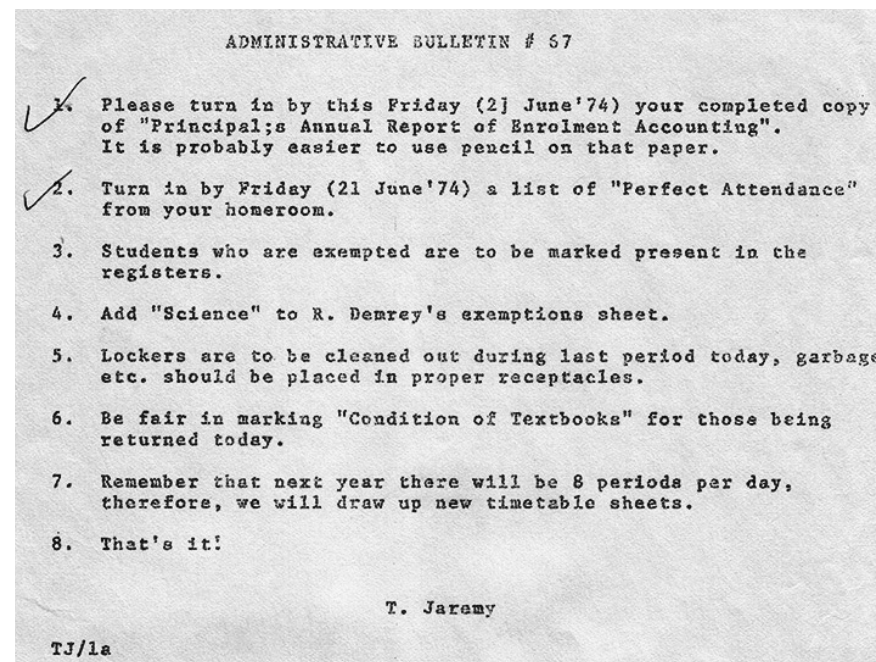 ADMINISTRATIVE BULLETIN # 67
1. Please turn in by this Friday (2] June'74) your completed copy
of "Principal;s Annual Report of Enrolment Accounting".
It is probably easier to use pencil on that paper.
2. Turn in by Friday (21 June'74) a list of "Perfect Attendance"
from your homeroom.
3. Students who are exempted are to be marked present in the
registers.
4. Add "Science" to R. Demrey's exemptions sheet.
5. Lockers are to be cleaned out during last period today, garbage
etc. should be placed in proper receptacles.
6. Be fair in marking "Condition of Textbooks" for those being
returned today.
7. Remember that next year there will be 8 periods per day,
therefore, we will draw up new timetable sheets.
8. That's it!
T. Jaremy
TJ/la